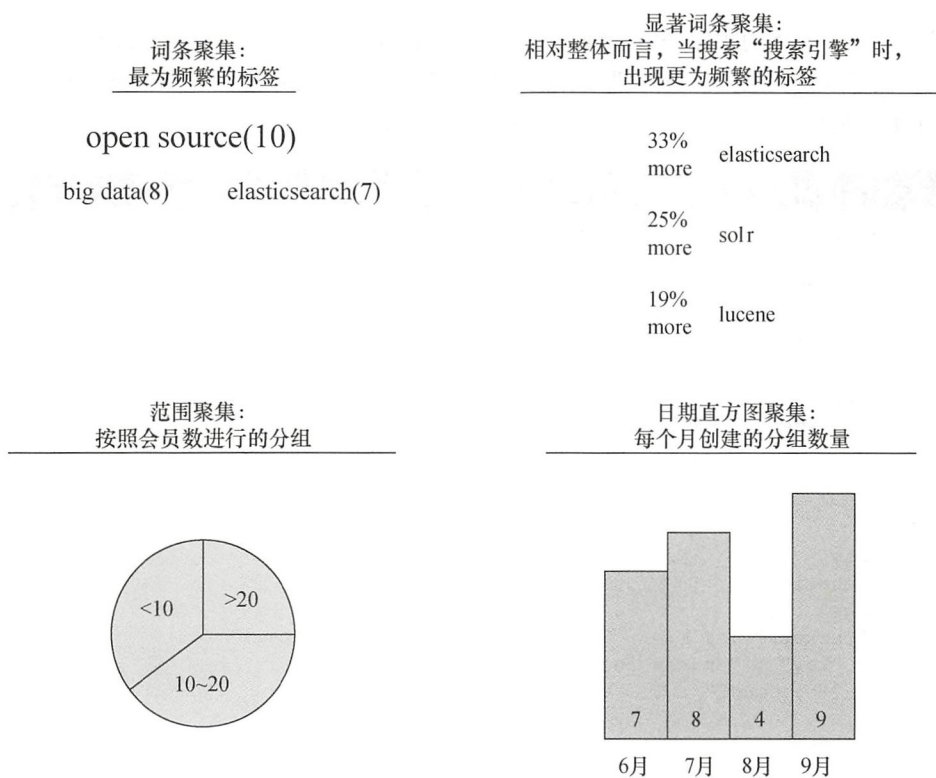 词条聚集：
最为频繁的标签
open source(10)
big data(8) elasticsearch(7)
显著词条聚集：
相对整体而言，当搜索“搜索引擎”时，
出现更为频繁的标签
33%
more
elasticsearch
25%
more
solr
19%
more
lucene
范围聚集：
按照会员数进行的分组
<10
>20
10~20
日期直方图聚集：
每个月创建的分组数量
7 8 4 9
6月 7月 8月 9月